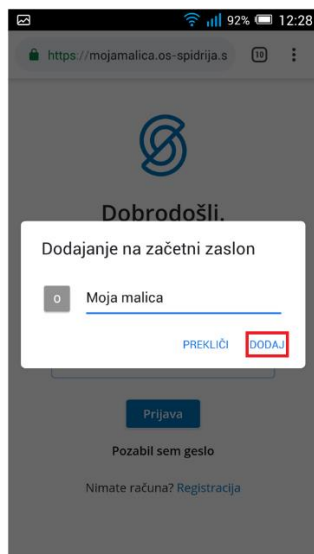 92% 12:28
https://mojamalica.os-spidrija.s 10
Dobrodošli.
Dodajanje na začetni zaslon
O Moja malica
PREKLIČI DODAJ
Prijava
Pozabil sem geslo
Nimate računa? Registracija